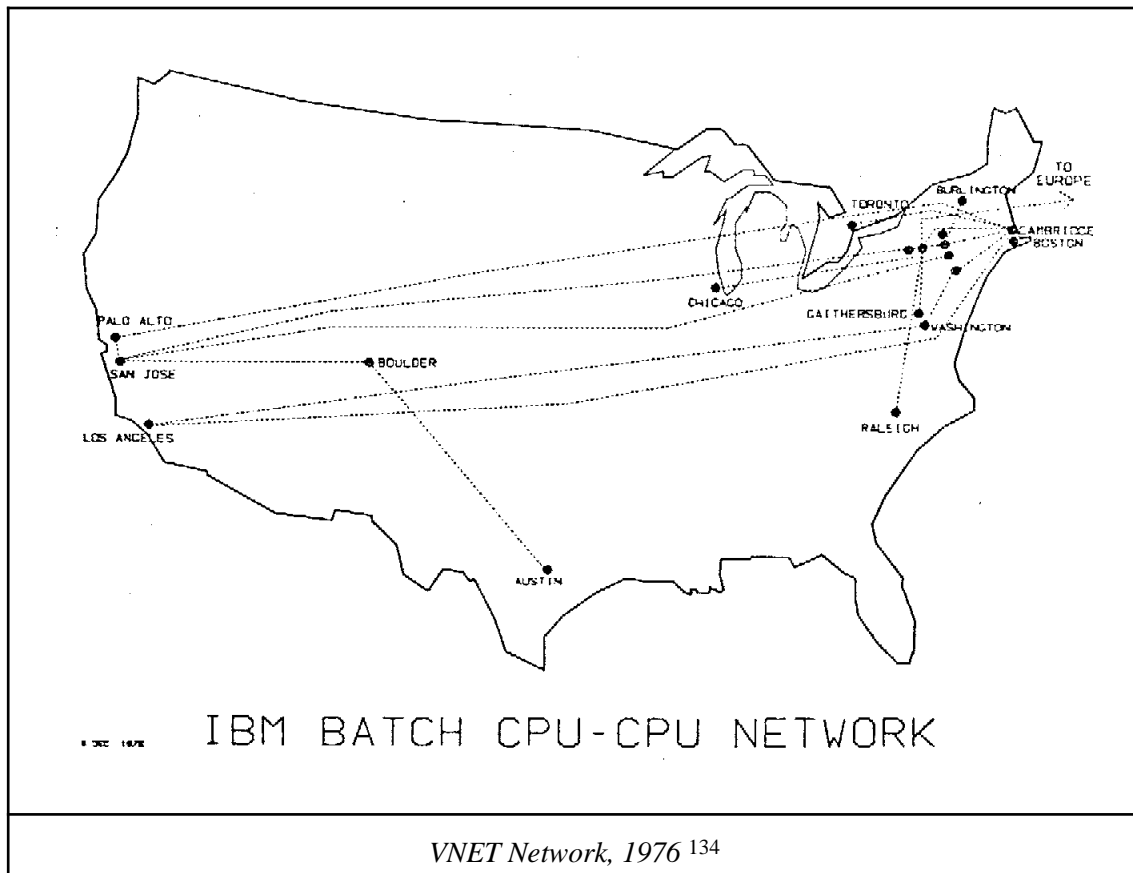 TO
EUROPE
BURLINGTON
TORONTO
CAMBRIDGE
BOSTON
CHICAGO
GAITHERSBURG
WASHINGTON
PALO ALTO
SAN JOSE
BOULDER
LOS ANGELES
RALEIGH
AUSTIN
DEC
IBM BATCH CPU-CPU NETWORK
VNET Network, 1976 134